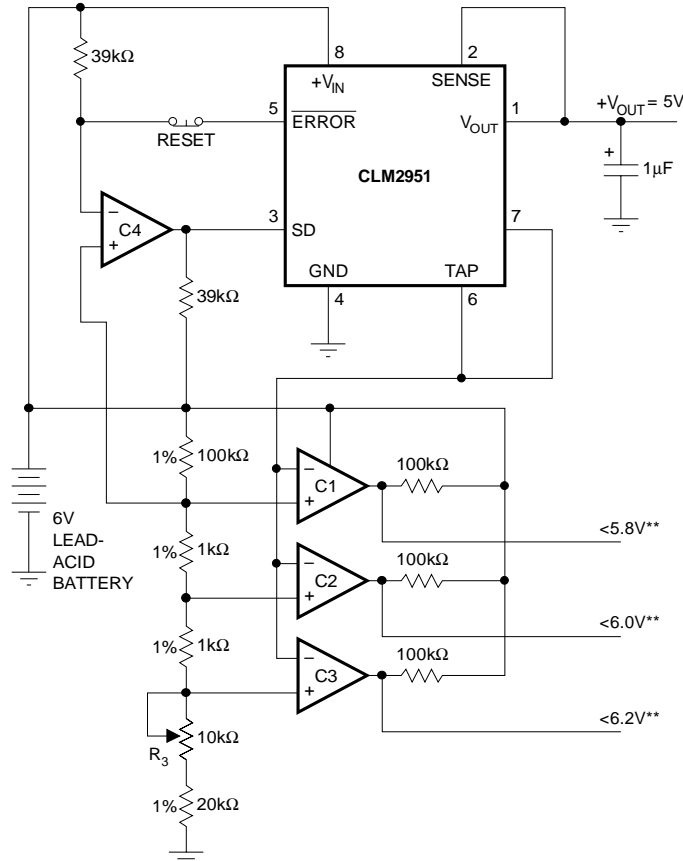 39kΩ
8
+VIN
2
SENSE
5
ERROR
RESET
1
VOUT
+VOUT = 5V
+
1µF
CLM2951
−
C4
+
3
SD
7
39kΩ
GND
4
TAP
6
1%
100kΩ
−
C1
+
100kΩ
<5.8V**
6V
LEAD-
ACID
BATTERY
1%
1kΩ
−
C2
+
100kΩ
<6.0V**
1%
1kΩ
−
C3
+
100kΩ
<6.2V**
R3
10kΩ
1%
20kΩ